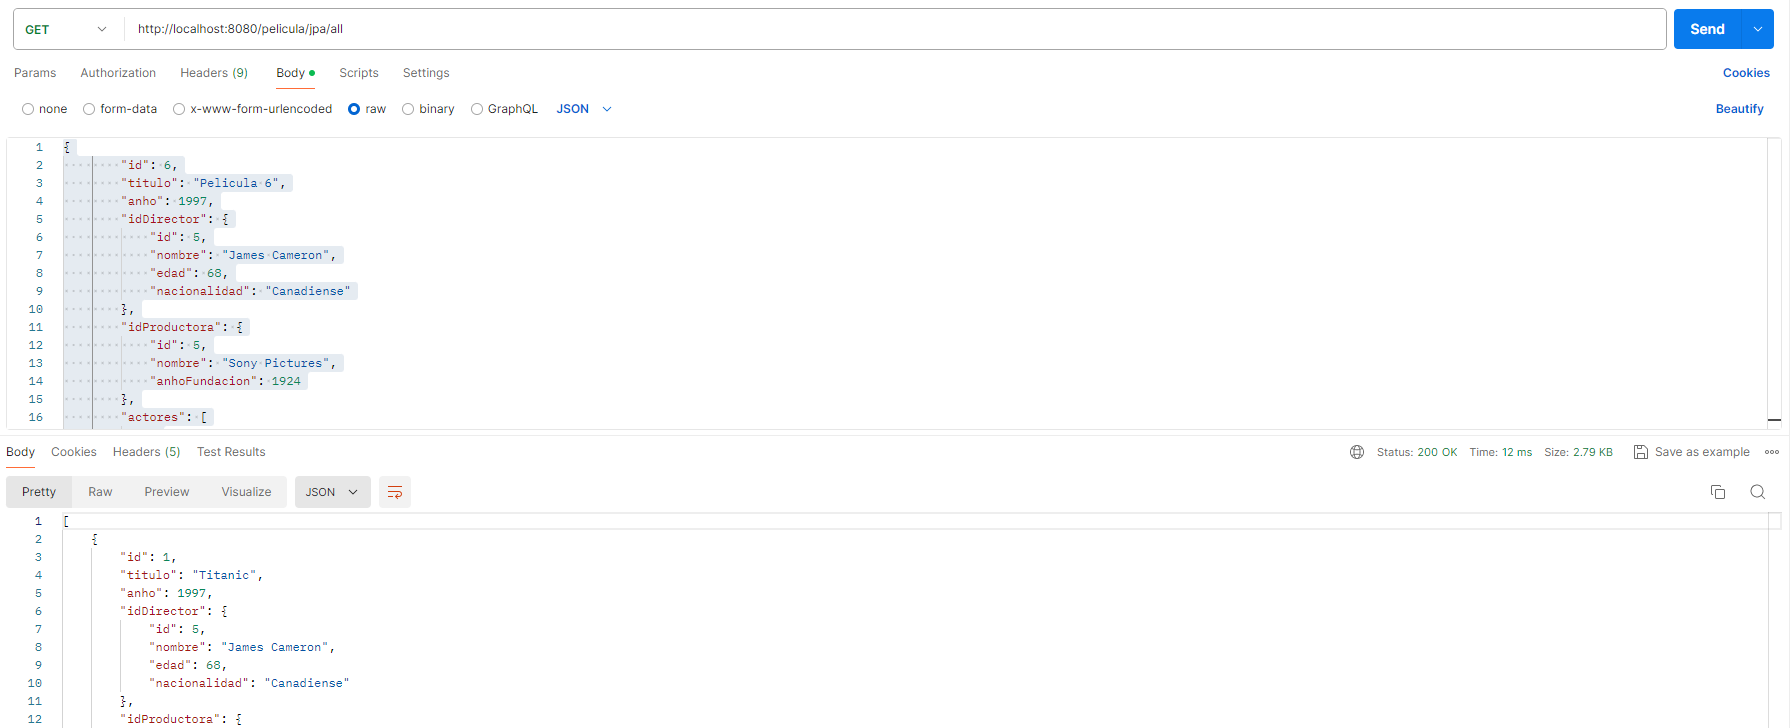 GET http://localhost:8080/pelicula/jpa/all Send
Params Authorization Headers (9) Body Scripts Settings Cookies
none form-data x-www-form-urlencoded raw binary GraphQL JSON Beautify
1 {
2 "id": 6,
3 "titulo": "Pelicula 6",
4 "anho": 1997,
5 "idDirector": {
6 "id": 5,
7 "nombre": "James Cameron",
8 "edad": 68,
9 "nacionalidad": "Canadiense"
10 },
11 "idProductora": {
12 "id": 5,
13 "nombre": "Sony Pictures",
14 "anhoFundacion": 1924
15 },
16 "actores": [
Body Cookies Headers (5) Test Results Status: 200 OK Time: 12 ms Size: 2.79 KB Save as example
Pretty Raw Preview Visualize JSON
1 [
2 {
3 "id": 1,
4 "titulo": "Titanic",
5 "anho": 1997,
6 "idDirector": {
7 "id": 5,
8 "nombre": "James Cameron",
9 "edad": 68,
10 "nacionalidad": "Canadiense"
11 },
12 "idProductora": {